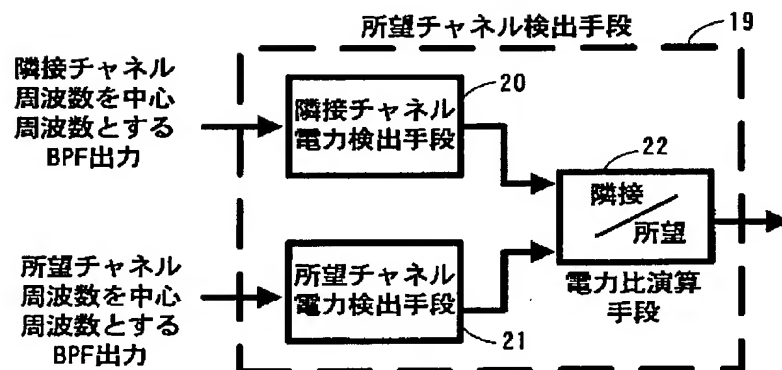 所望チャネル検出手段
19
隣接チャネル
周波数を中心
周波数とする
BPF出力
隣接チャネル
電力検出手段
20
22
隣接
所望
電力比演算
手段
所望チャネル
周波数を中心
周波数とする
BPF出力
所望チャネル
電力検出手段
21